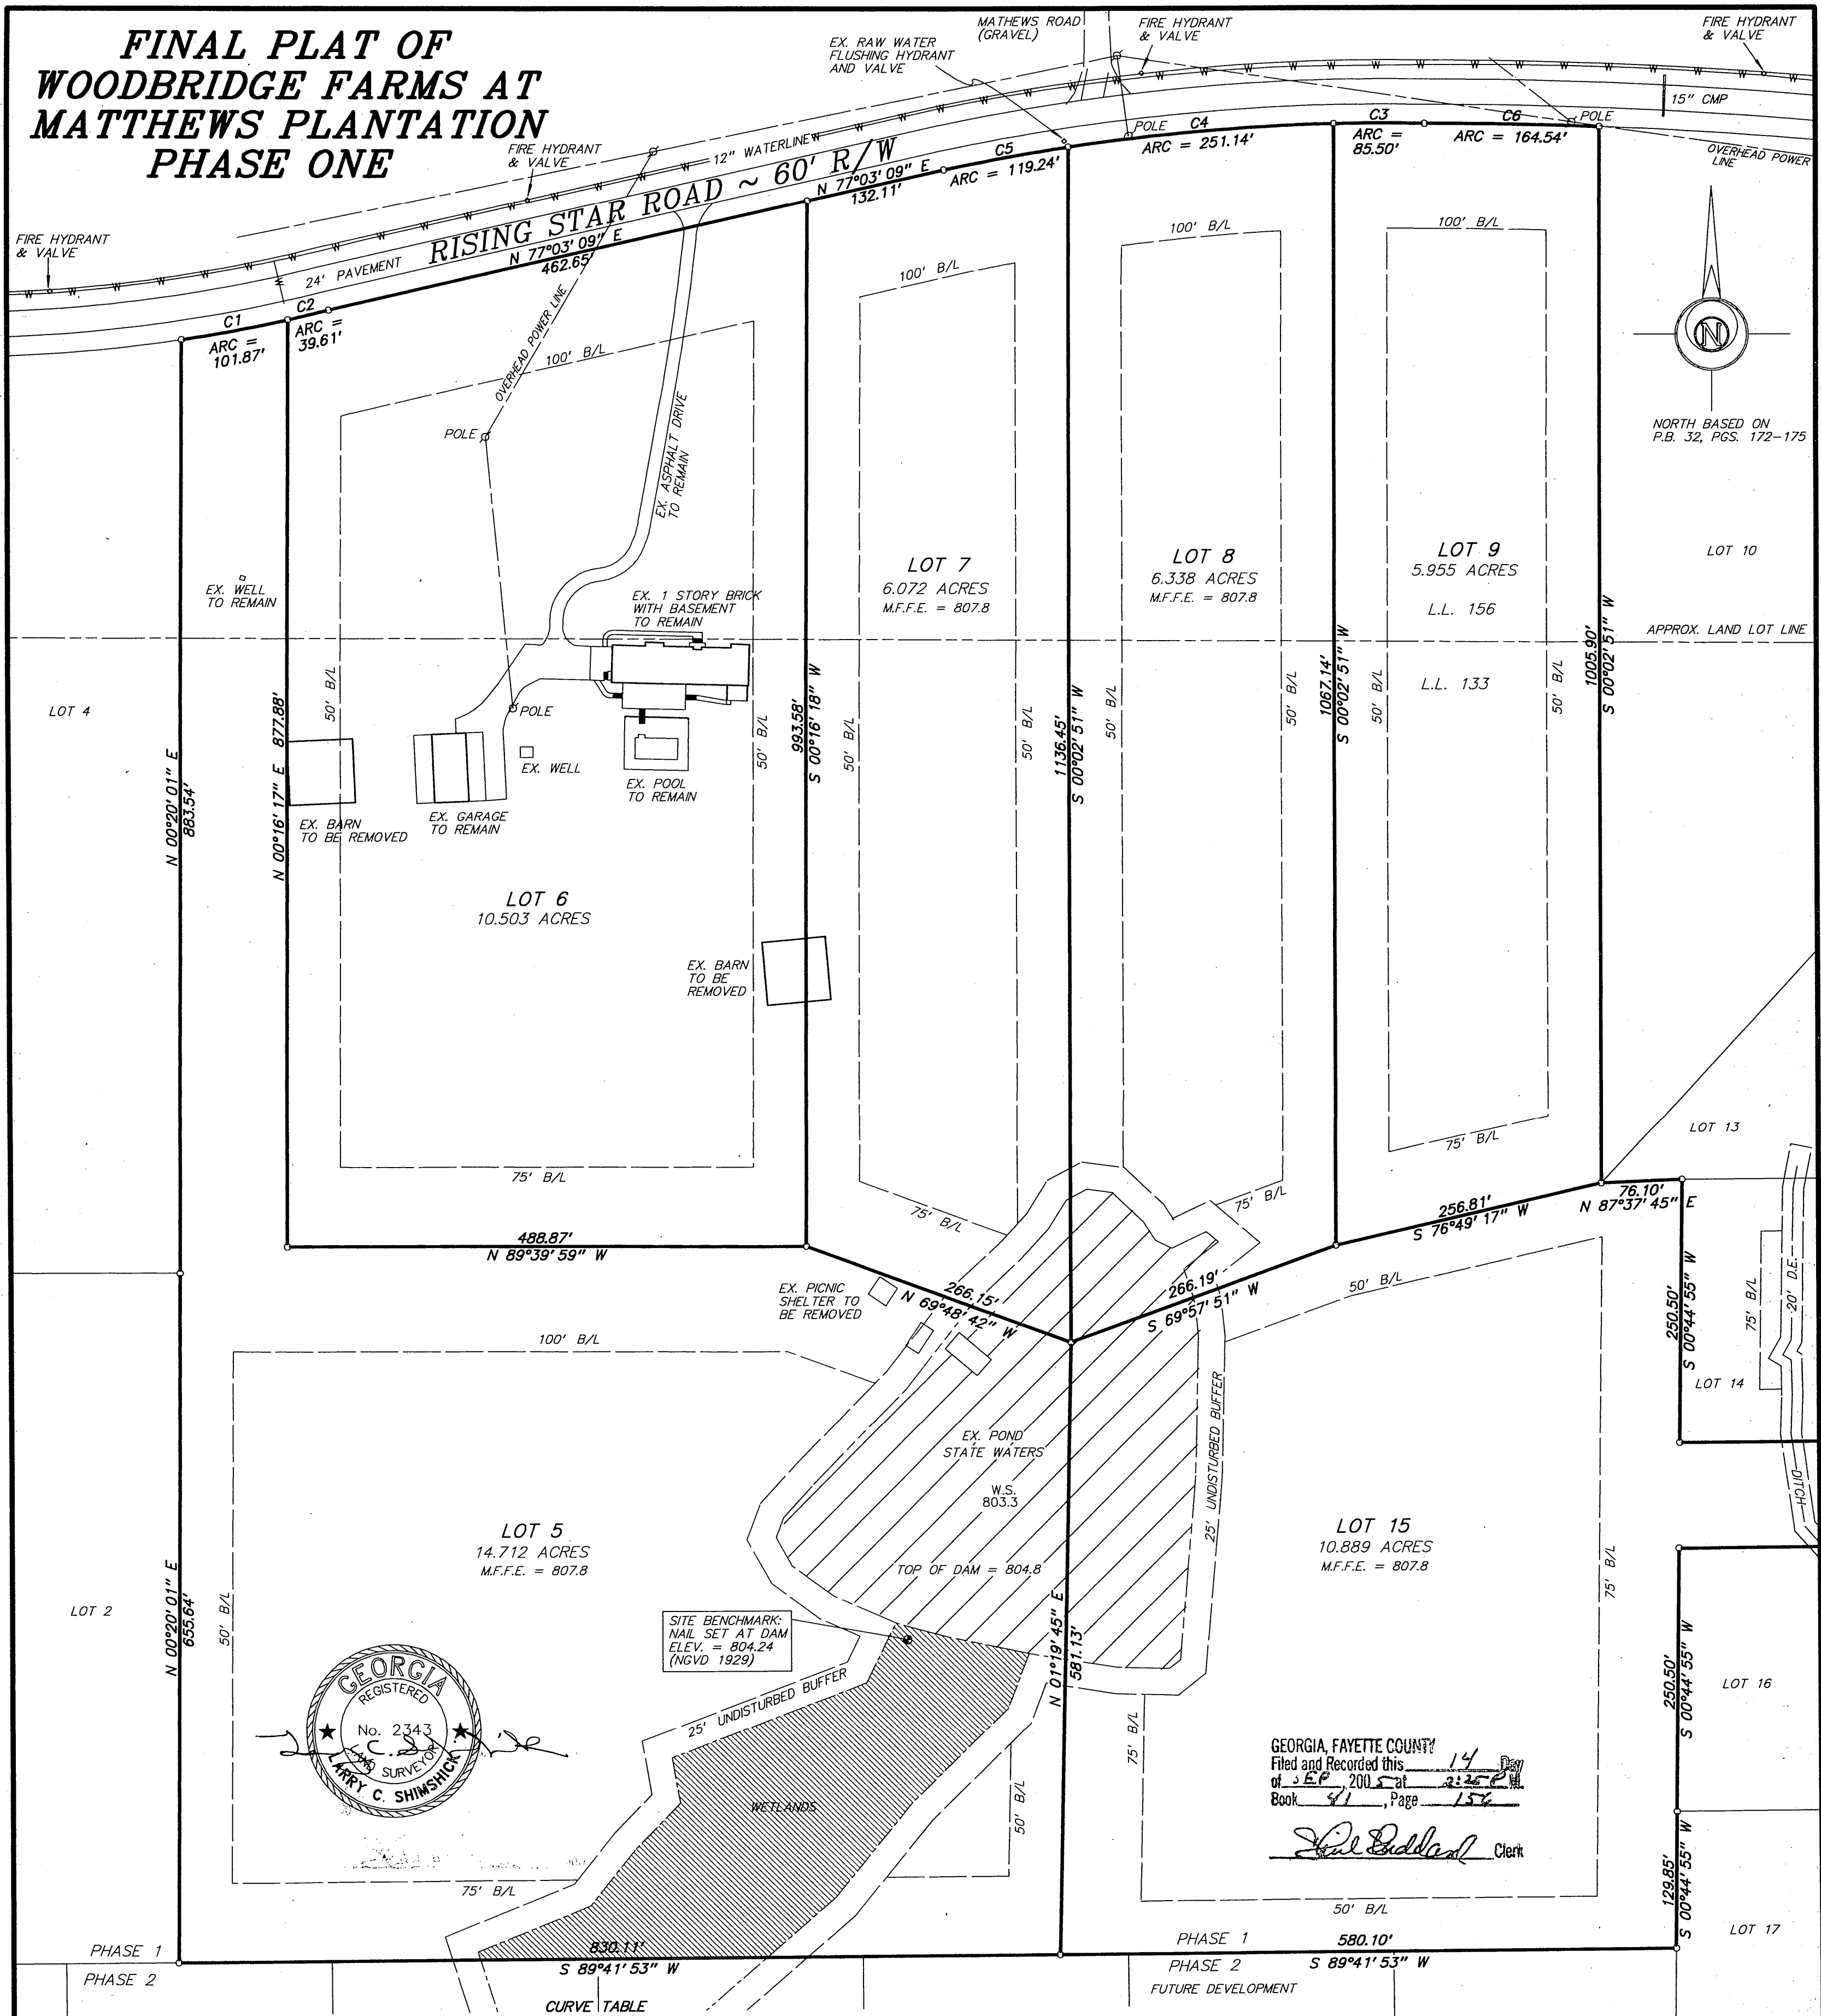 FINAL PLAT OF
WOODBRIDGE FARMS AT
MATTHEWS PLANTATION
PHASE ONE
MATHEWS ROAD
(GRAVEL)
FIRE HYDRANT
& VALVE
FIRE HYDRANT
& VALVE
EX. RAW WATER
FLUSHING HYDRANT
AND VALVE
15" CMP
POLE
C4
ARC = 251.14'
C3
ARC =
85.50'
C6
ARC = 164.54'
POLE
OVERHEAD POWER
LINE
FIRE HYDRANT
& VALVE
12" WATERLINE
RISING STAR ROAD ~ 60' R/W
N 77°03'09" E
132.11'
C5
ARC = 119.24'
FIRE HYDRANT
& VALVE
24' PAVEMENT
N 77°03'09" E
462.65'
C1
ARC =
101.87'
C2
ARC =
39.61'
OVERHEAD POWER LINE
100' B/L
100' B/L
100' B/L
100' B/L
N
NORTH BASED ON
P.B. 32, PGS. 172-175
POLE
EX. ASPHALT DRIVE
TO REMAIN
EX. WELL
TO REMAIN
EX. 1 STORY BRICK
WITH BASEMENT
TO REMAIN
LOT 7
6.072 ACRES
M.F.F.E. = 807.8
LOT 8
6.338 ACRES
M.F.F.E. = 807.8
LOT 9
5.955 ACRES
L.L. 156
L.L. 133
LOT 10
APPROX. LAND LOT LINE
LOT 4
N 00°20'01" E
883.54'
N 00°16'17" E 877.88'
50' B/L
POLE
EX. WELL
EX. POOL
TO REMAIN
EX. BARN
TO BE REMOVED
EX. GARAGE
TO REMAIN
50' B/L
993.58'
S 00°16'18" W
50' B/L
50' B/L
1136.45'
S 00°02'51" W
50' B/L
50' B/L
1067.14'
S 00°02'51" W
50' B/L
50' B/L
1005.90'
S 00°02'51" W
LOT 6
10.503 ACRES
EX. BARN
TO BE
REMOVED
LOT 13
75' B/L
75' B/L
75' B/L
75' B/L
488.87'
N 89°39'59" W
266.15'
N 69°48'42" W
266.19'
S 69°57'51" W
256.81'
S 76°49'17" W
76.10'
N 87°37'45" E
EX. PICNIC
SHELTER TO
BE REMOVED
100' B/L
50' B/L
250.50'
S 00°44'55" W
75' B/L
20' D.E.
LOT 14
DITCH
EX. POND
STATE WATERS
W.S.
803.3
TOP OF DAM = 804.8
25' UNDISTURBED BUFFER
LOT 5
14.712 ACRES
M.F.F.E. = 807.8
LOT 15
10.889 ACRES
M.F.F.E. = 807.8
75' B/L
LOT 2
N 00°20'01" E
655.64'
50' B/L
SITE BENCHMARK:
NAIL SET AT DAM
ELEV. = 804.24
(NGVD 1929)
N 01°19'45" E
581.13'
25' UNDISTURBED BUFFER
GEORGIA
REGISTERED
No. 2343
LAND SURVEYOR
LARRY C. SHIMSHICK
WETLANDS
50' B/L
75' B/L
GEORGIA, FAYETTE COUNTY
Filed and Recorded this 14 Day
of SEP, 2005 at 2:25 P M
Book 41, Page
Clerk
250.50'
S 00°44'55" W
LOT 16
129.85'
S 00°44'55" W
LOT 17
75' B/L
50' B/L
PHASE 1
PHASE 2
830.11'
S 89°41'53" W
PHASE 1
PHASE 2
580.10'
S 89°41'53" W
FUTURE DEVELOPMENT
CURVE TABLE